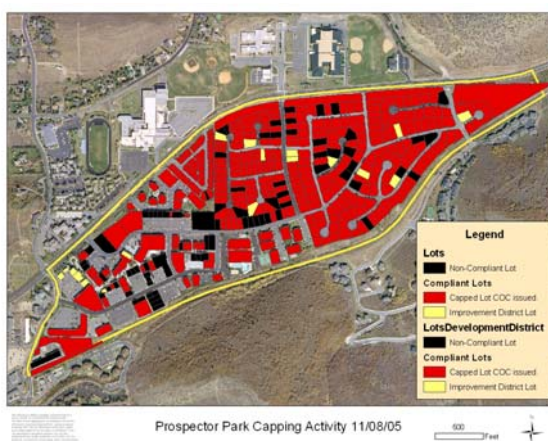 Legend
Lots
Non-Compliant Lot
Compliant Lots
Capped Lot COC issued
Improvement District Lot
LotsDevelopmentDistrict
Non-Compliant Lot
Compliant Lots
Capped Lot COC issued
Improvement District Lot
Prospector Park Capping Activity 11/08/05
600
Feet